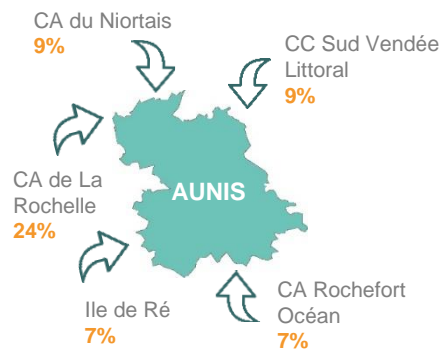 CA du Niortais
9%
CC Sud Vendée
Littoral
9%
CA de La
Rochelle
24%
AUNIS
Ile de Ré
7%
CA Rochefort
Océan
7%